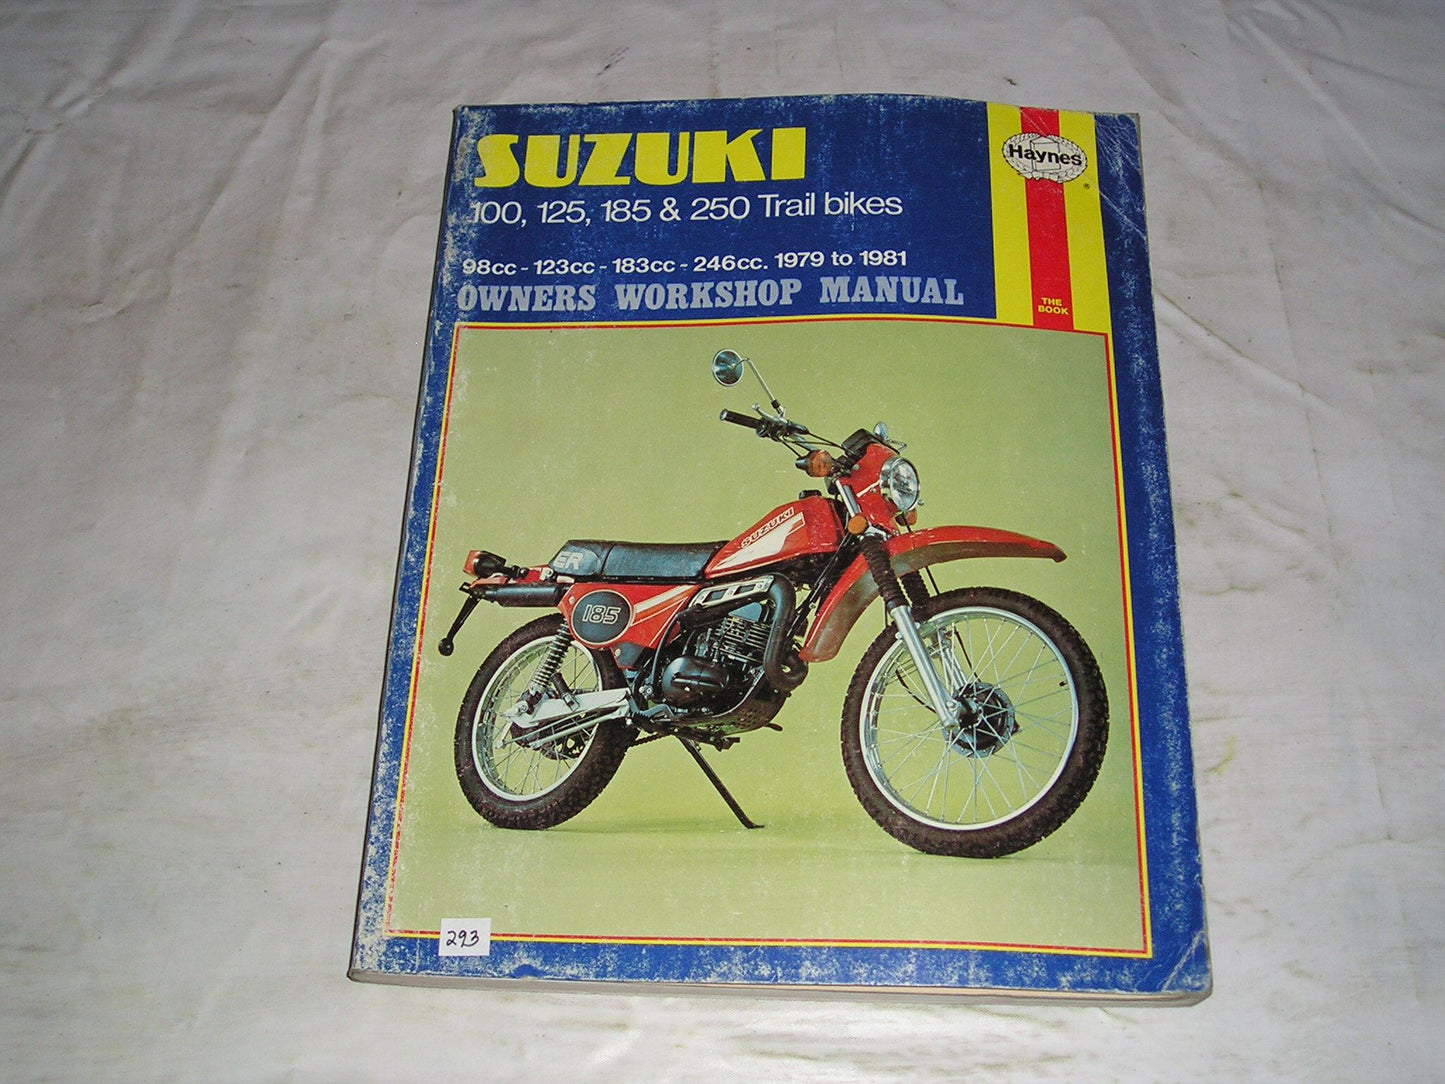 SUZUKI
100, 125, 185 & 250 Trail bikes
98cc - 123cc - 183cc - 246cc. 1979 to 1981
OWNERS WORKSHOP MANUAL
Haynes
®
THE
BOOK
SUZUKI
ER
185
293